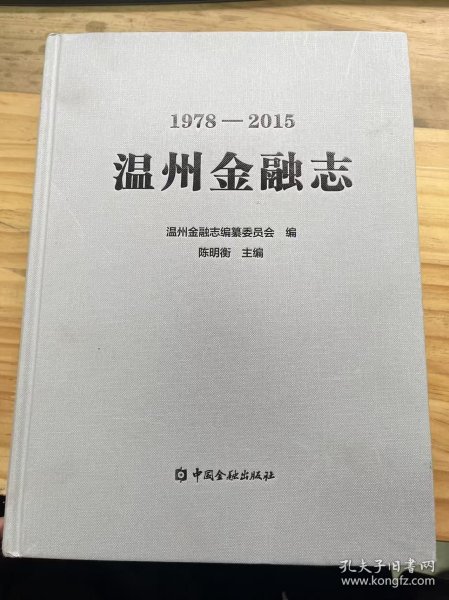 1978—2015
温州金融志
温州金融志编纂委员会 编
陈明衡 主编
中国金融出版社
孔夫子旧书网
www.kongfz.com